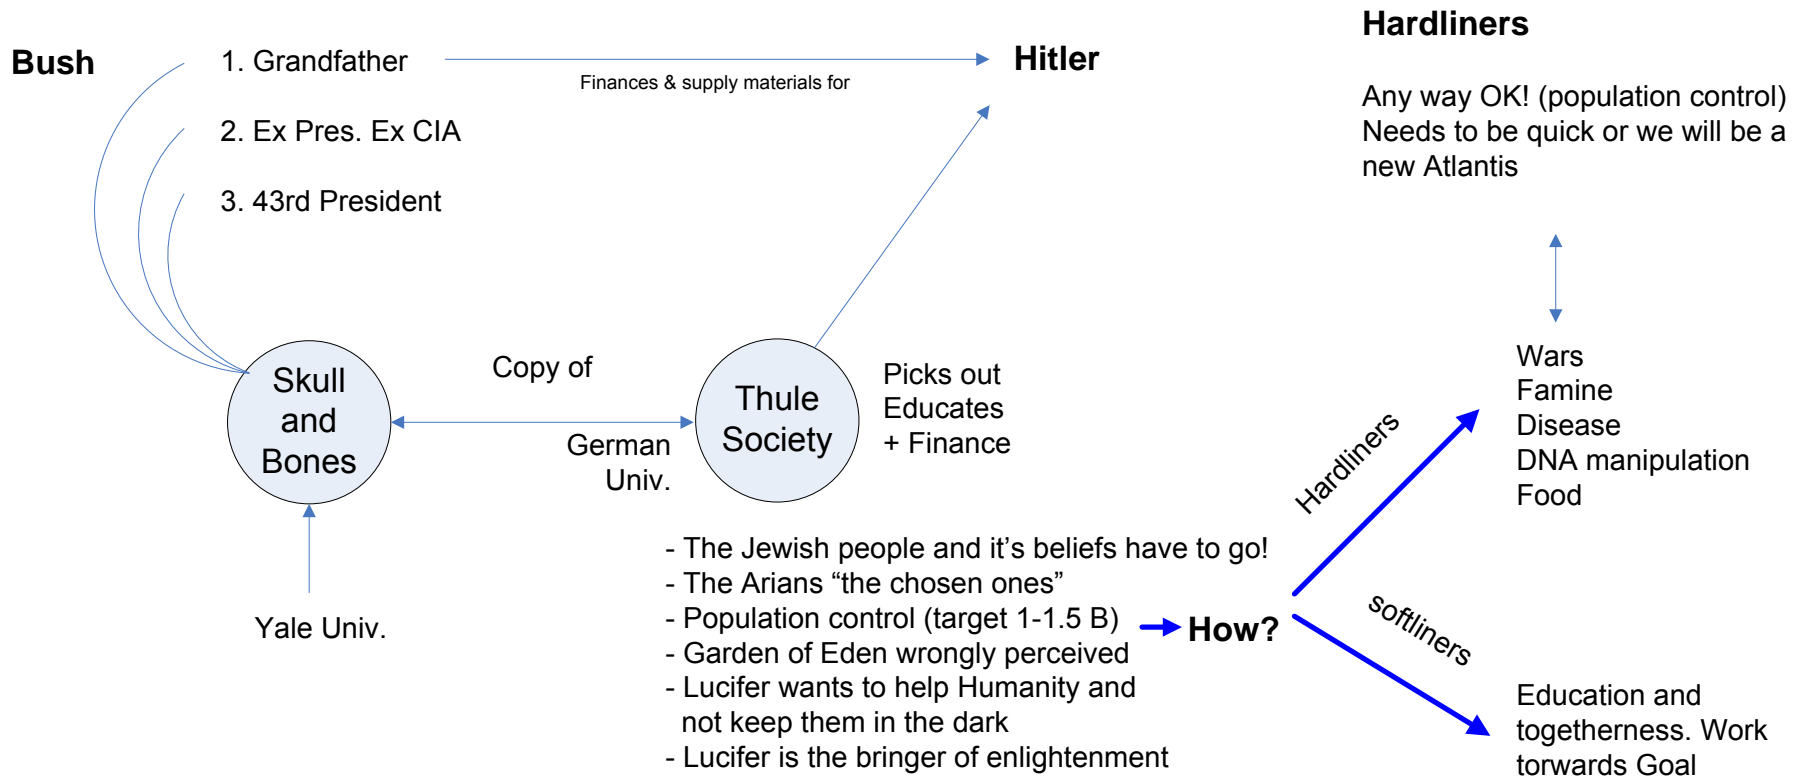 Bush
1. Grandfather
2. Ex Pres. Ex CIA
3. 43rd President
Finances & supply materials for
Hitler
Hardliners
Any way OK! (population control)
Needs to be quick or we will be a
new Atlantis
Skull
and
Bones
Copy of
German
Univ.
Thule
Society
Picks out
Educates
+ Finance
Yale Univ.
- The Jewish people and it’s beliefs have to go!
- The Arians “the chosen ones”
- Population control (target 1-1.5 B)
- Garden of Eden wrongly perceived
- Lucifer wants to help Humanity and
not keep them in the dark
- Lucifer is the bringer of enlightenment
How?
Hardliners
softliners
Wars
Famine
Disease
DNA manipulation
Food
Education and
togetherness. Work
torwards Goal